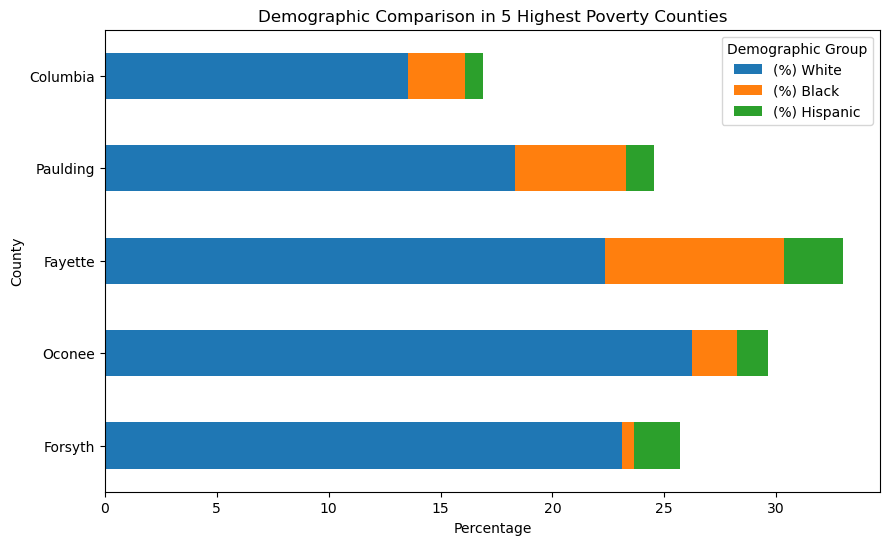 Demographic Comparison in 5 Highest Poverty Counties
Demographic Group
(%) White
(%) Black
(%) Hispanic
County
Columbia
Paulding
Fayette
Oconee
Forsyth
0 5 10 15 20 25 30
Percentage